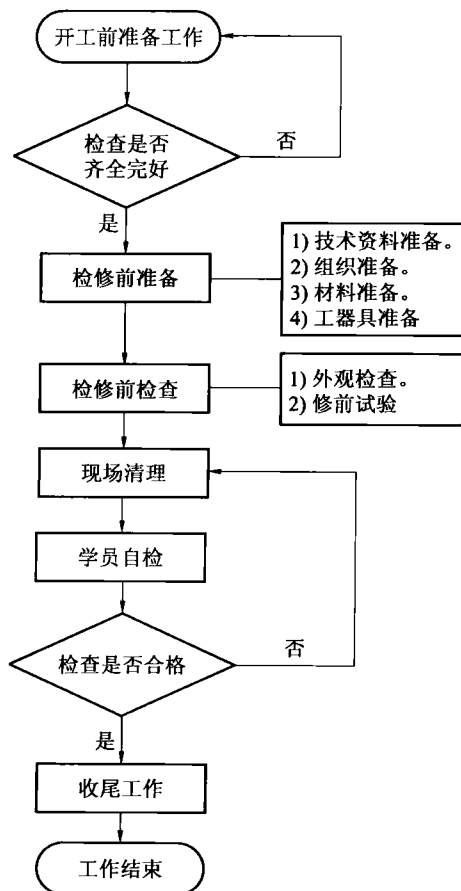 开工前准备工作
检查是否
齐全完好
否
是
检修前准备
1) 技术资料准备。
2) 组织准备。
3) 材料准备。
4) 工器具准备
检修前检查
1) 外观检查。
2) 修前试验
现场清理
学员自检
检查是否合格
否
是
收尾工作
工作结束